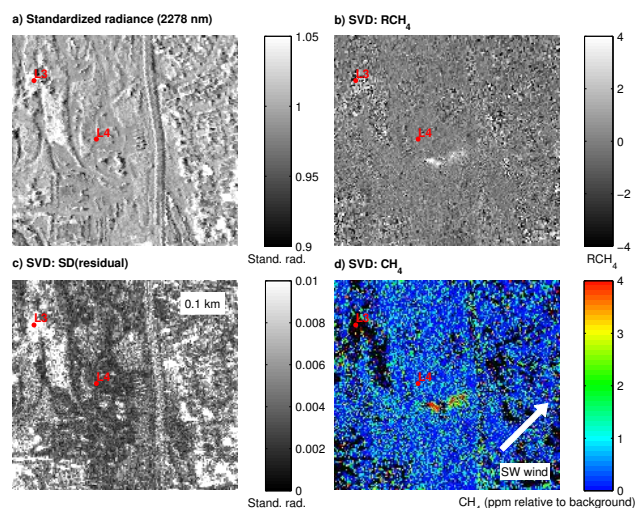 a) Standardized radiance (2278 nm)
b) SVD: RCH4
L3
L4
1.05
1
0.95
0.9
Stand. rad.
L3
L4
4
2
0
−2
−4
RCH4
c) SVD: SD(residual)
d) SVD: CH4
0.1 km
L3
L4
0.01
0.008
0.006
0.004
0.002
0
Stand. rad.
L3
L4
SW wind
4
3
2
1
0
CH4 (ppm relative to background)